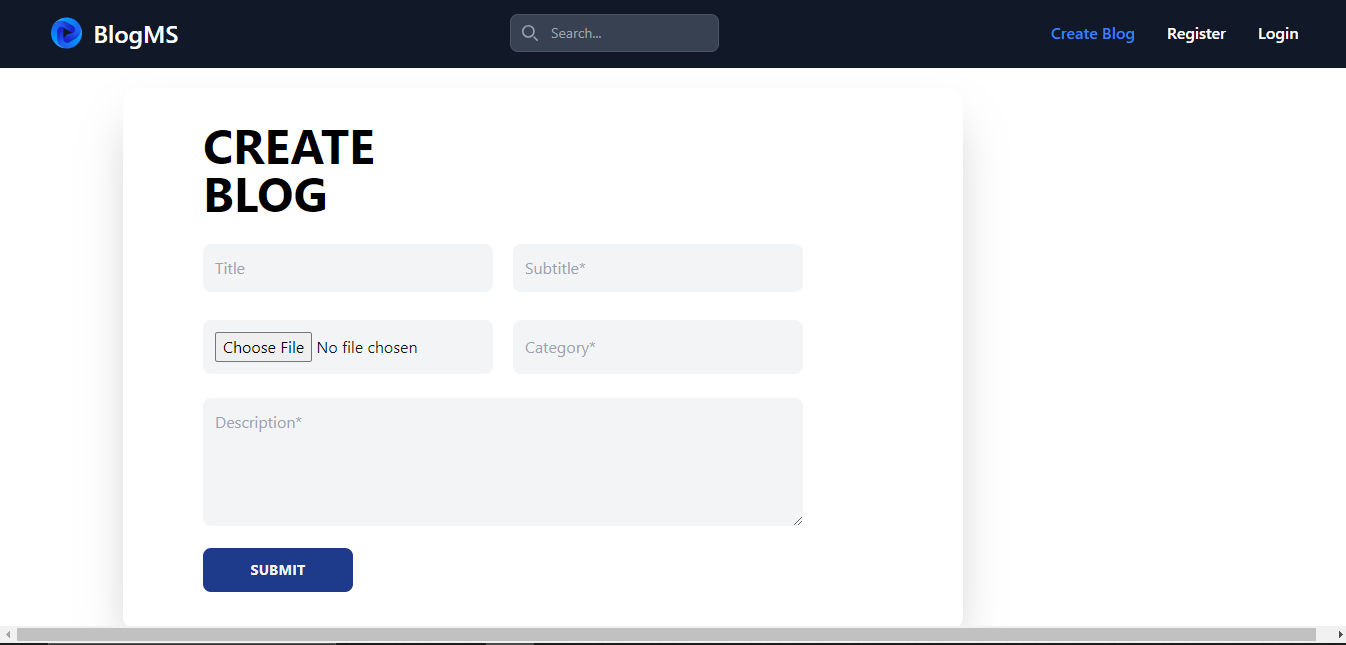 BlogMS
Search...
Create Blog
Register
Login
CREATE
BLOG
Title
Subtitle*
Choose File No file chosen
Category*
Description*
SUBMIT